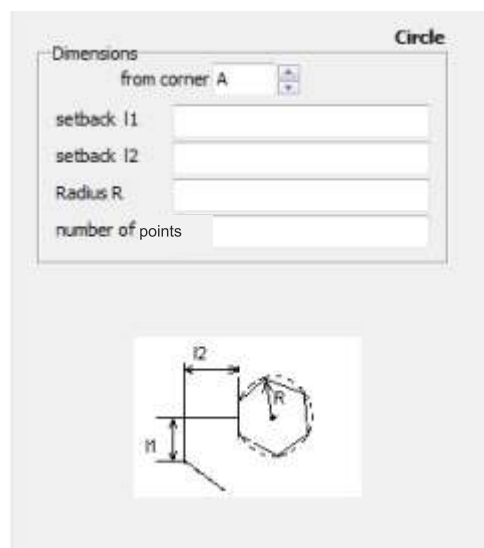 Circle
Dimensions
from corner A
setback l1
setback l2
Radius R
number of points
l2
R
l1